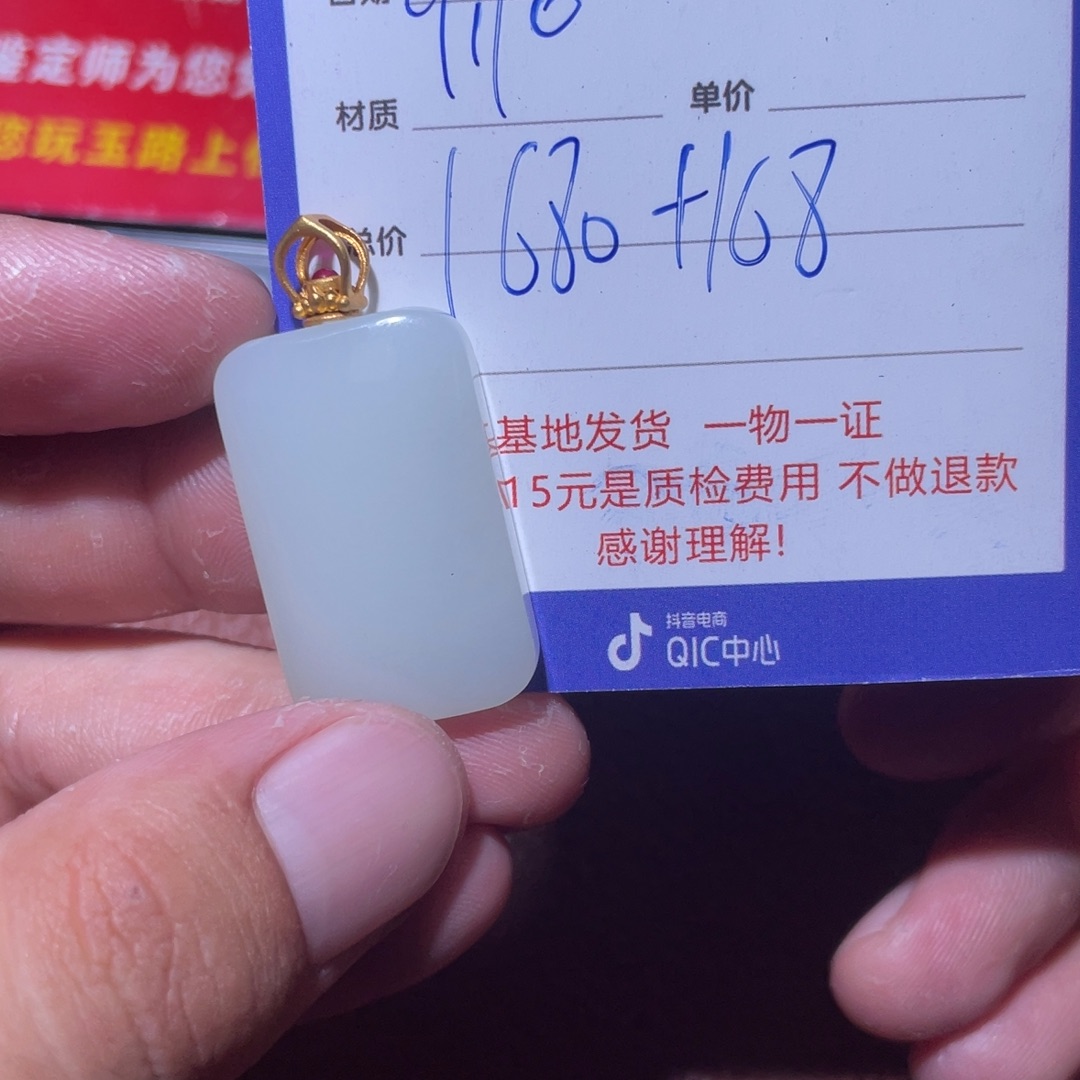 鉴定师为您
您玩玉路上
材质
单价
总价 1680+168
基地发货 一物一证
15元是质检费用 不做退款
感谢理解!
抖音电商
QIC中心